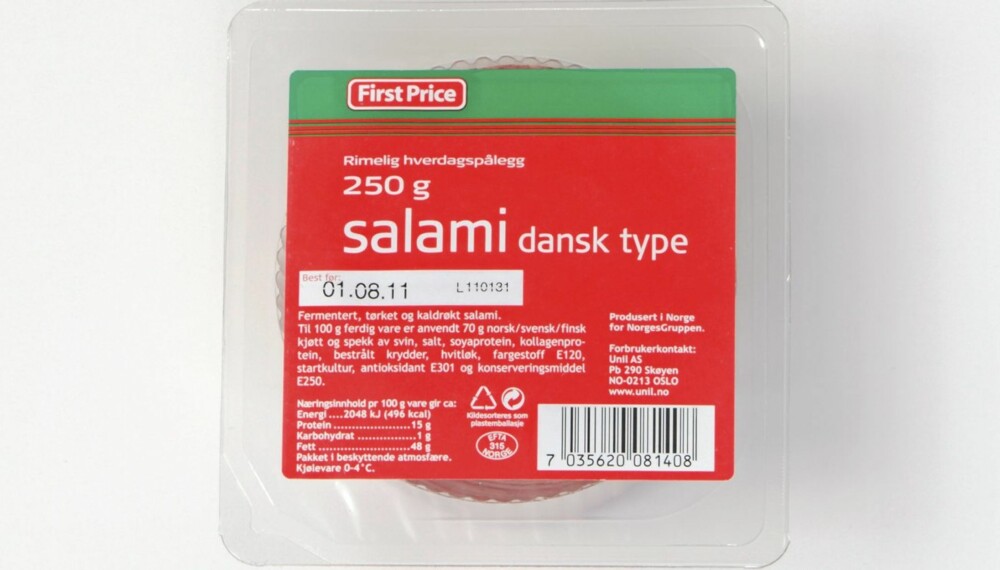 First Price
Rimelig hverdagspålegg
250 g
salami dansk type
Best før:
01.08.11 L110131
Fermentert, tørket og kaldrøkt salami.
Til 100 g ferdig vare er anvendt 70 g norsk/svensk/finsk
kjøtt og spekk av svin, salt, soyaprotein, kollagenpro-
tein, bestrålt krydder, hvitløk, fargestoff E120,
startkultur, antioksidant E301 og konserveringsmiddel
E250.
Næringsinnhold pr 100 g vare gir ca:
Energi ....2048 kJ (496 kcal)
Protein ....................15 g
Karbohydrat ..............1 g
Fett .........................48 g
Pakket i beskyttende atmosfære.
Kjølevare 0-4°C.
Produsert i Norge
for NorgesGruppen.
Forbrukerkontakt:
Unil AS
Pb 290 Skøyen
NO-0213 OSLO
www.unil.no
Kildesorteres som
plastemballasje
EFTA
315
NORGE
7 035620 081408